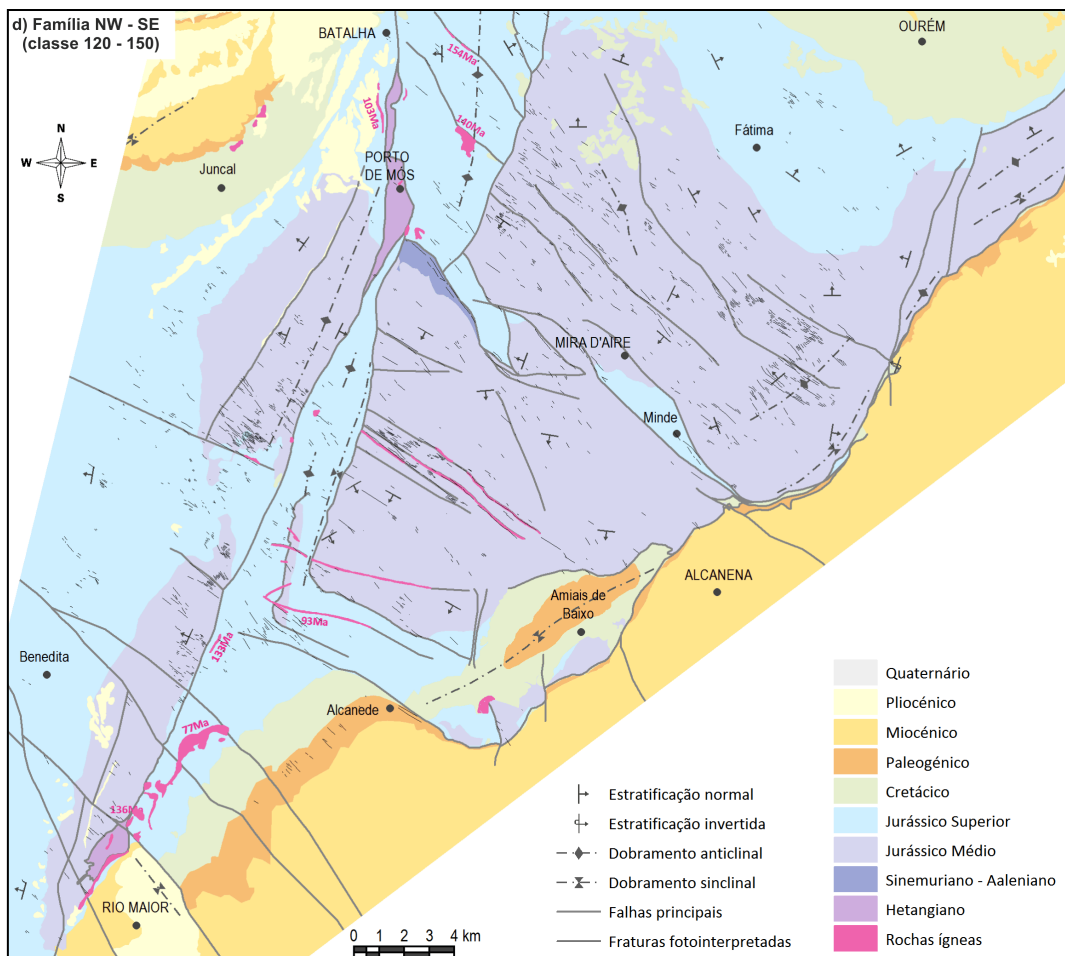 d) Família NW - SE
(classe 120 - 150)
BATALHA
OURÉM
154Ma
103Ma
140Ma
Fátima
N
W
E
S
PORTO
DE MÓS
Juncal
MIRA D'AIRE
Minde
ALCANENA
Amiais de
Baixo
93Ma
133Ma
Benedita
Alcanede
77Ma
136Ma
RIO MAIOR
0 1 2 3 4 km
Estratificação normal
Estratificação invertida
Dobramento anticlinal
Dobramento sinclinal
Falhas principais
Fraturas fotointerpretadas
Quaternário
Pliocénico
Miocénico
Paleogénico
Cretácico
Jurássico Superior
Jurássico Médio
Sinemuriano - Aaleniano
Hetangiano
Rochas ígneas